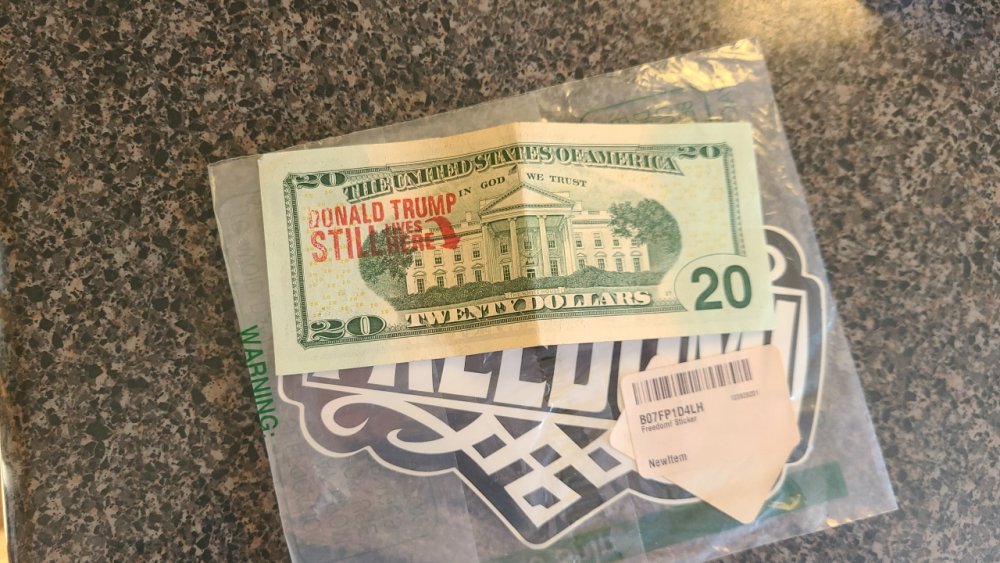 20
THE UNITED STATES OF AMERICA
20
IN GOD WE TRUST
DONALD TRUMP
LIVES
STILL HERE
20
TWENTY DOLLARS
20
WARNING:
B07FP1D4LH
Freedom! Sticker
NewItem